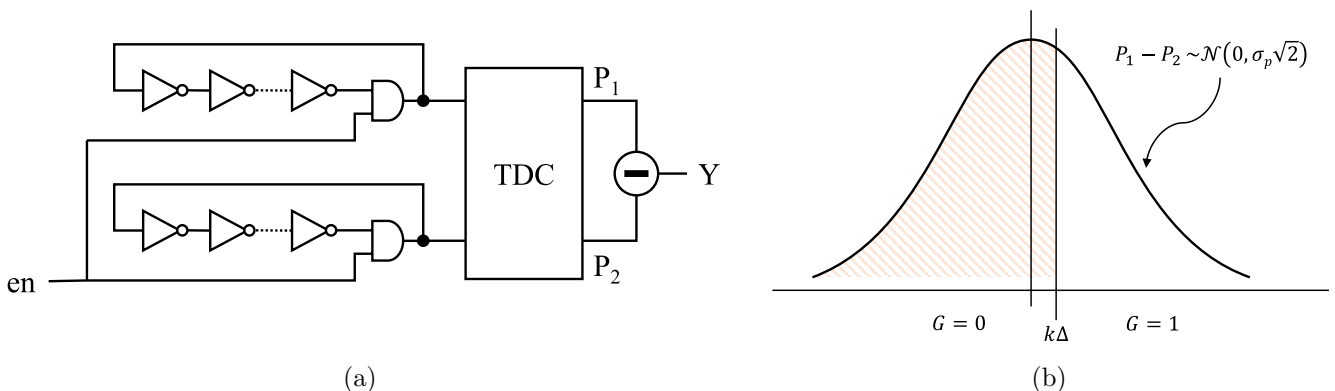 P₁
TDC
Y
P₂
en
(a)
P₁ − P₂ ~𝒩(0, σₚ√2)
G = 0
kΔ
G = 1
(b)